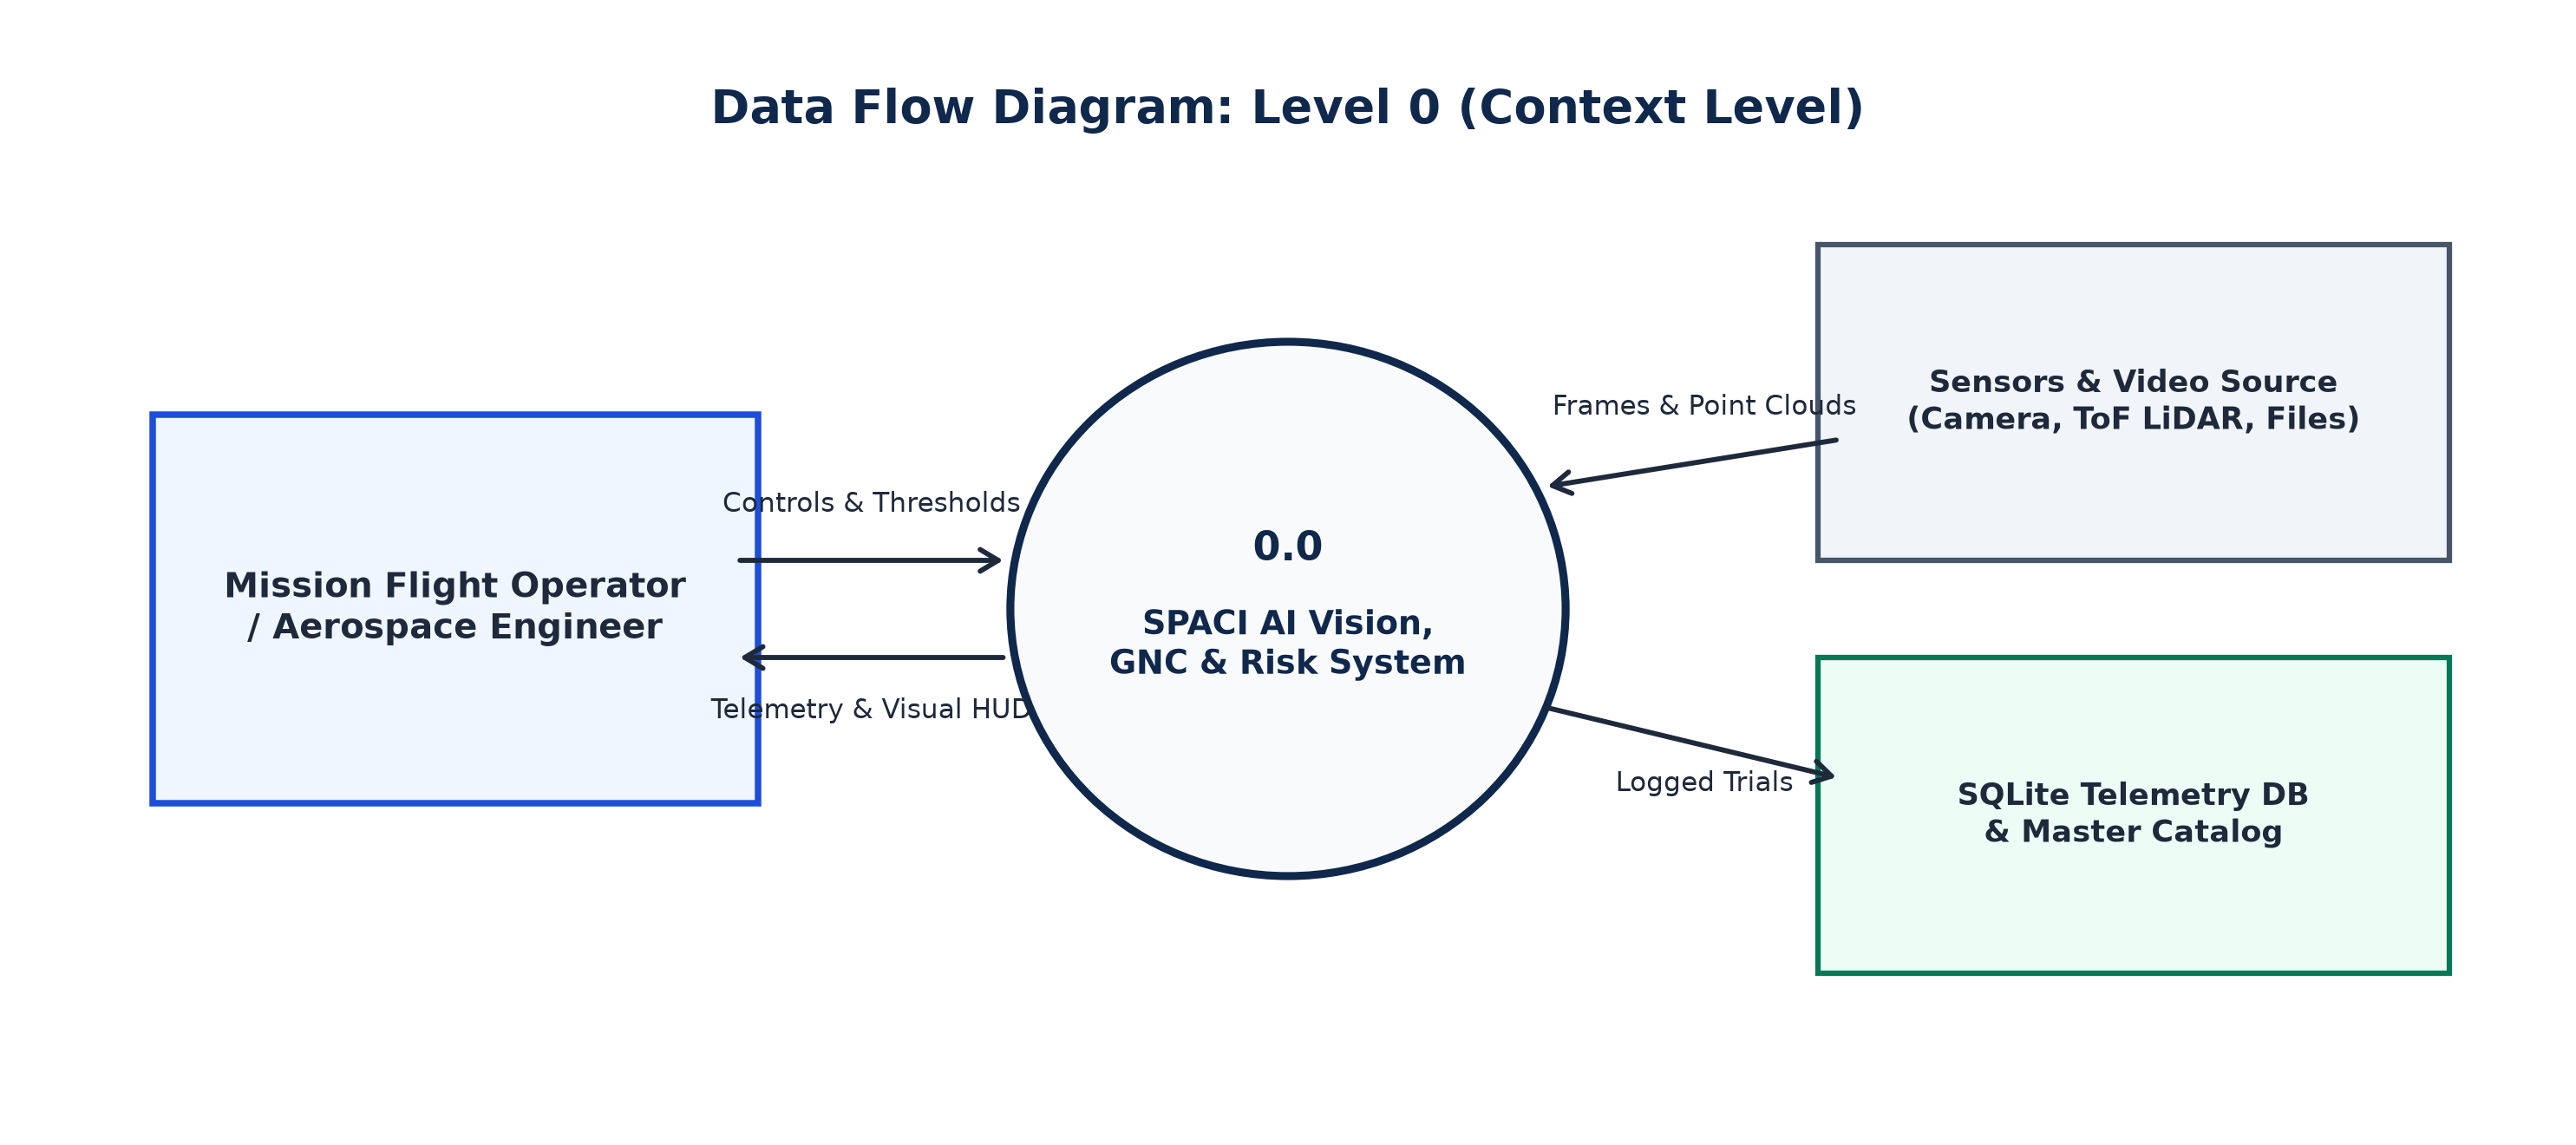 Data Flow Diagram: Level 0 (Context Level)
Mission Flight Operator
/ Aerospace Engineer
Controls & Thresholds
Telemetry & Visual HUD
0.0
SPACI AI Vision,
GNC & Risk System
Frames & Point Clouds
Sensors & Video Source
(Camera, ToF LiDAR, Files)
Logged Trials
SQLite Telemetry DB
& Master Catalog